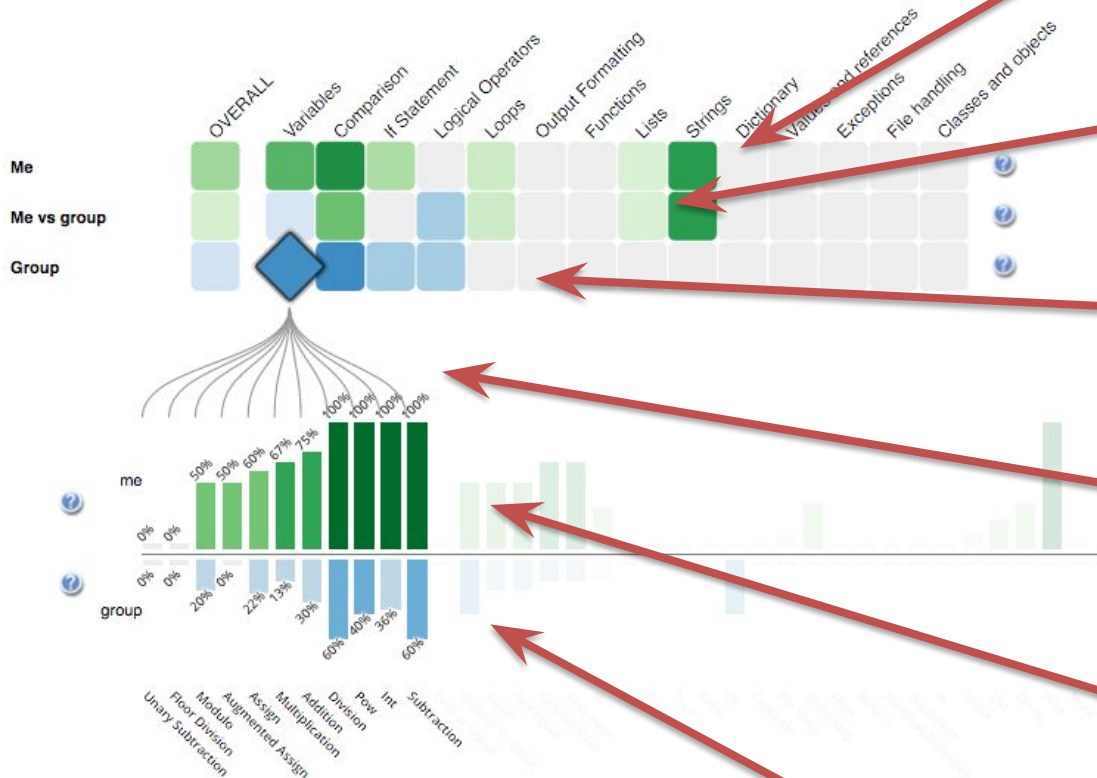 OVERALL
Variables
Comparison
If Statement
Logical Operators
Loops
Output Formatting
Functions
Lists
Strings
Dictionary
Values and references
Exceptions
File handling
Classes and objects
Me
?
Me vs group
?
Group
?
me
?
0%
0%
50%
50%
60%
67%
75%
100%
100%
100%
100%
group
?
0%
0%
20%
0%
22%
13%
30%
60%
40%
36%
60%
Unary Subtraction
Floor Division
Modulo
Augmented Assign
Assign
Multiplication
Addition
Division
Pow
Int
Subtraction